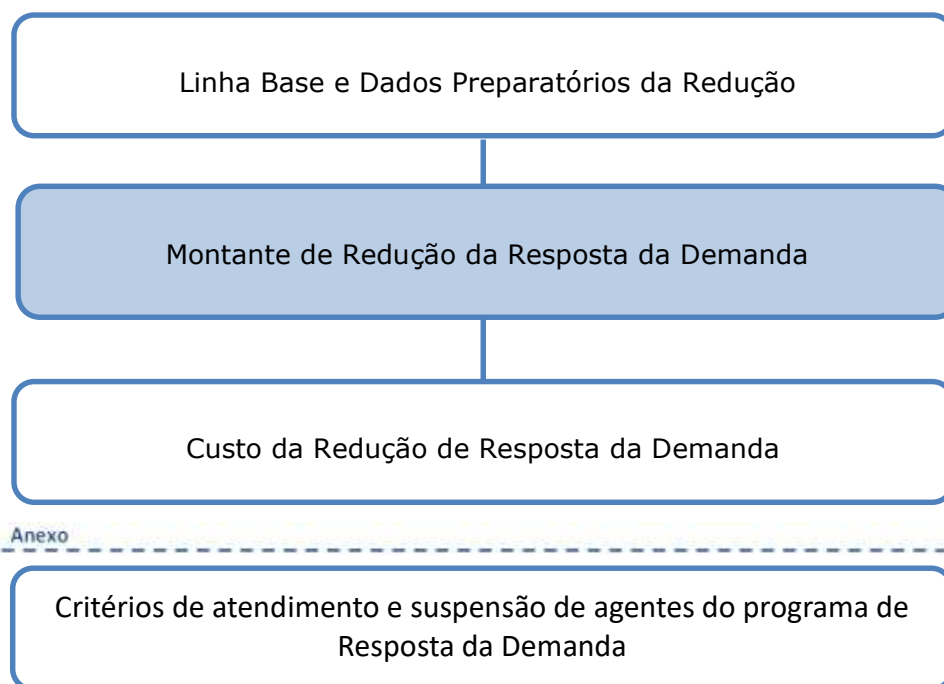 Linha Base e Dados Preparatórios da Redução
Montante de Redução da Resposta da Demanda
Custo da Redução de Resposta da Demanda
Anexo
Critérios de atendimento e suspensão de agentes do programa de
Resposta da Demanda